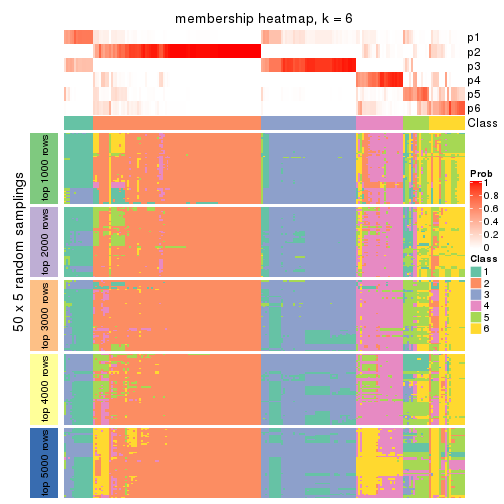 membership heatmap, k = 6
p1
p2
p3
p4
p5
p6
Class
50 x 5 random samplings
top 1000 rows
top 2000 rows
top 3000 rows
top 4000 rows
top 5000 rows
Prob
1
0.8
0.6
0.4
0.2
0
Class
1
2
3
4
5
6